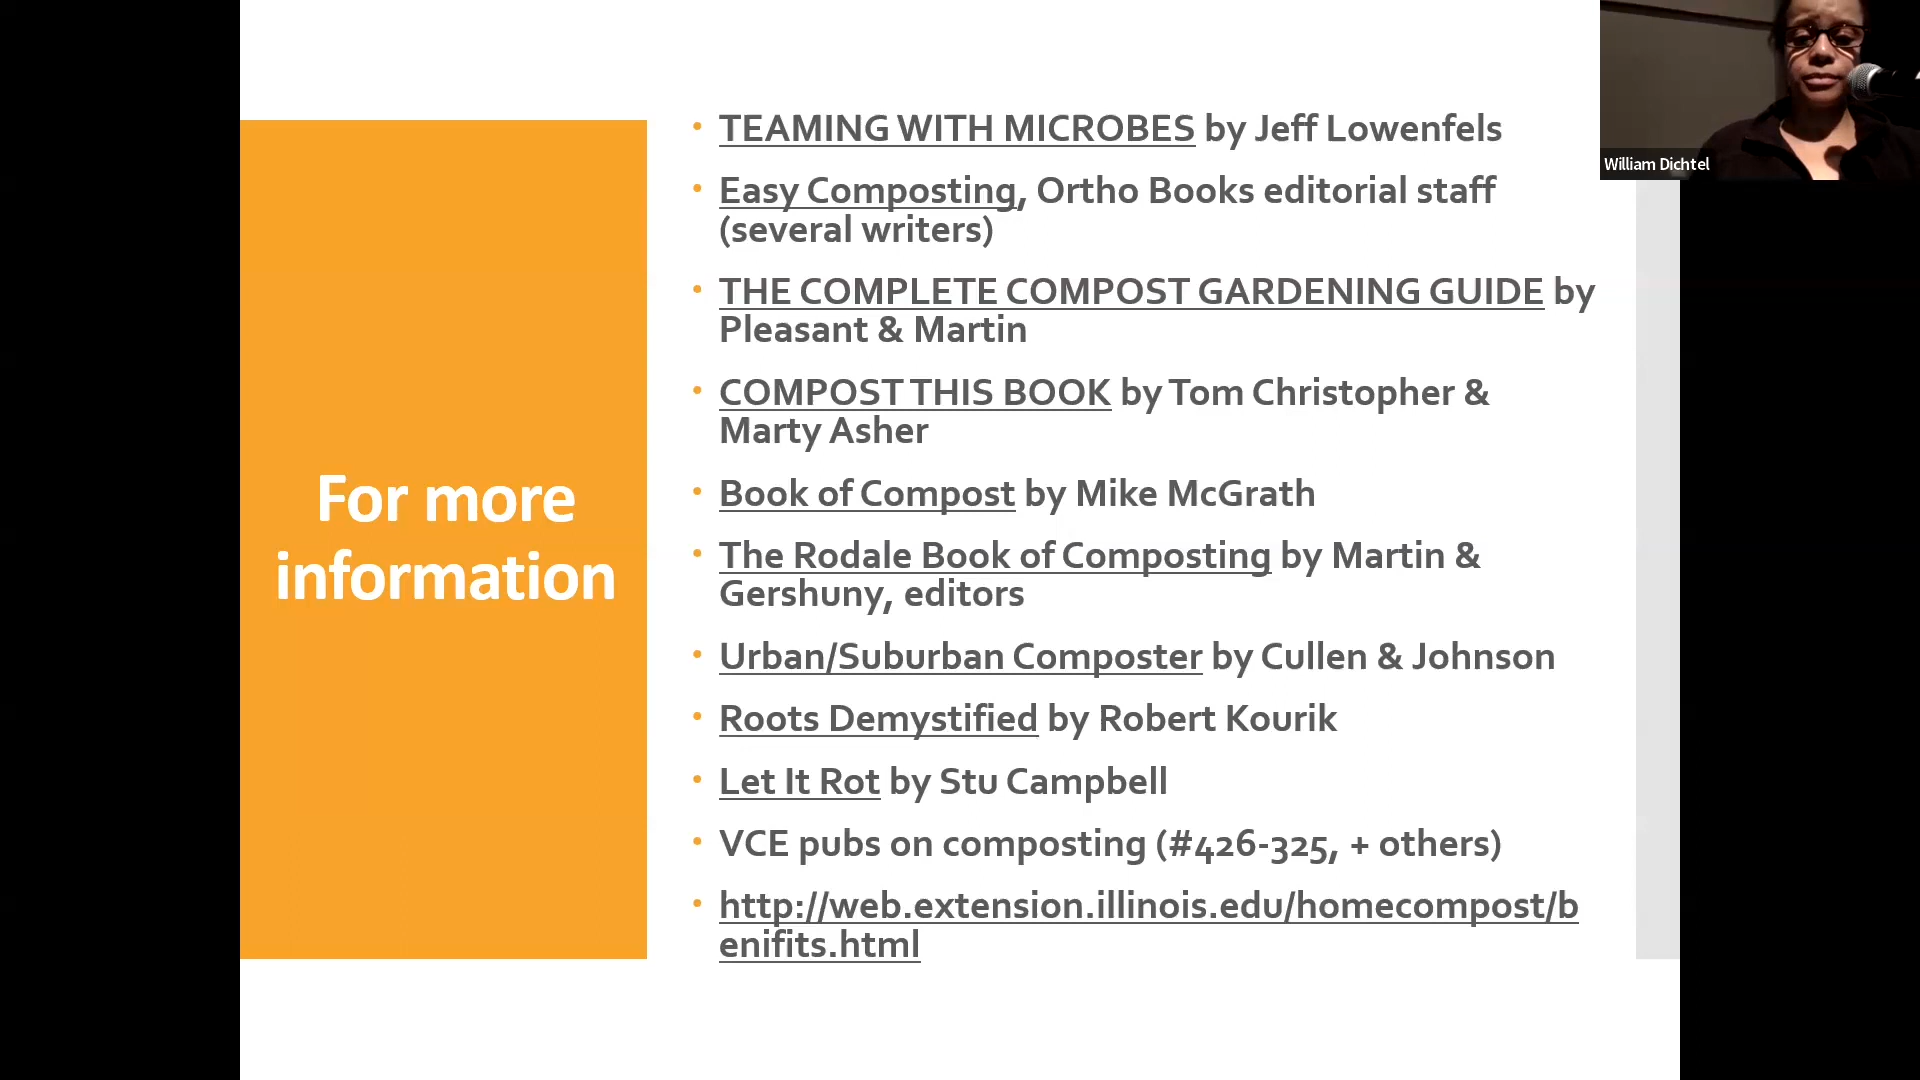 For more
information
• TEAMING WITH MICROBES by Jeff Lowenfels
• Easy Composting, Ortho Books editorial staff
(several writers)
• THE COMPLETE COMPOST GARDENING GUIDE by
Pleasant & Martin
• COMPOST THIS BOOK by Tom Christopher &
Marty Asher
• Book of Compost by Mike McGrath
• The Rodale Book of Composting by Martin &
Gershuny, editors
• Urban/Suburban Composter by Cullen & Johnson
• Roots Demystified by Robert Kourik
• Let It Rot by Stu Campbell
• VCE pubs on composting (#426-325, + others)
• http://web.extension.illinois.edu/homecompost/b
enifits.html
William Dichtel